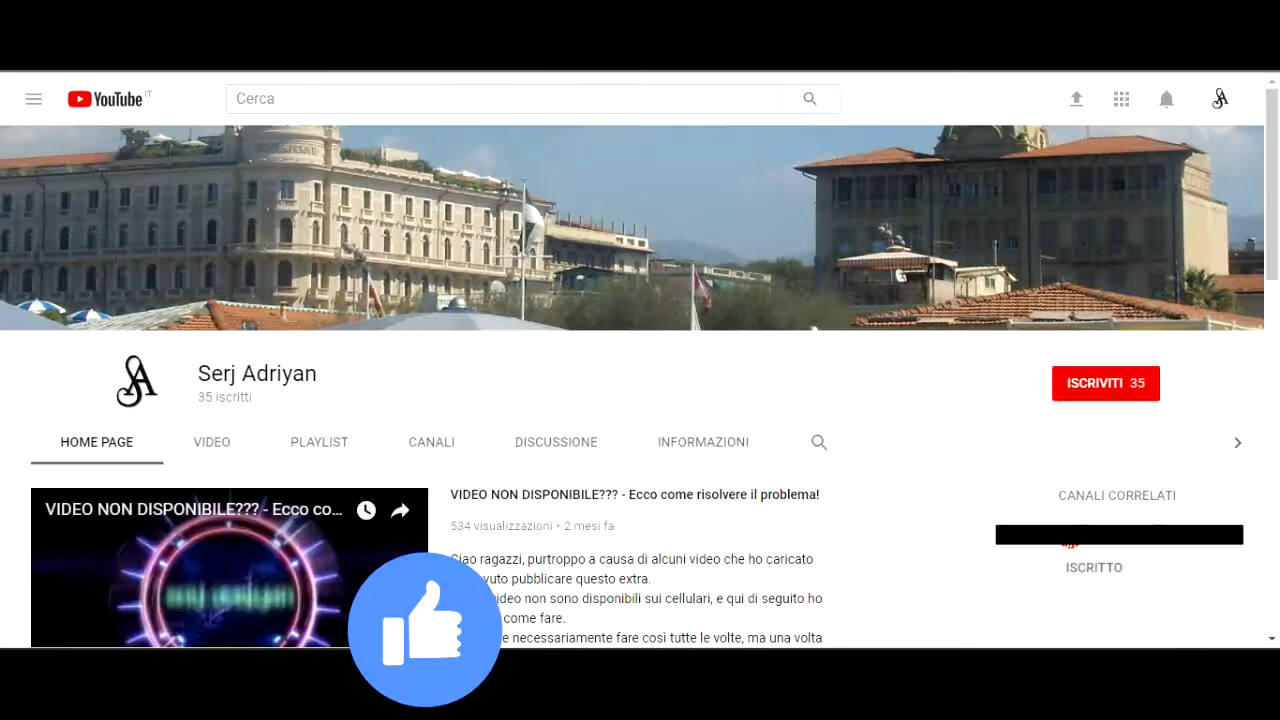 YouTube IT
Cerca
Serj Adriyan
35 iscritti
ISCRIVITI 35
HOME PAGE
VIDEO
PLAYLIST
CANALI
DISCUSSIONE
INFORMAZIONI
VIDEO NON DISPONIBILE??? - Ecco co...
VIDEO NON DISPONIBILE??? - Ecco come risolvere il problema!
534 visualizzazioni • 2 mesi fa
Ciao ragazzi, purtroppo a causa di alcuni video che ho caricato
pubblicare questo extra.
non sono disponibili sui cellulari, e qui di seguito ho
come fare.
necessariamente fare così tutte le volte, ma una volta
CANALI CORRELATI
ISCRITTO